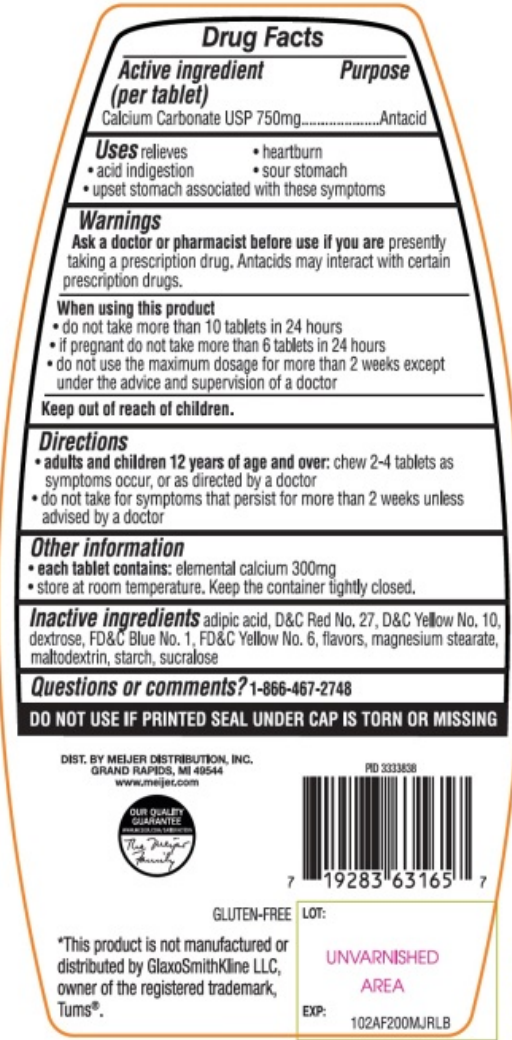 Drug Facts
Active ingredient Purpose
(per tablet)
Calcium Carbonate USP 750mg......................Antacid
Uses relieves • heartburn
• acid indigestion • sour stomach
• upset stomach associated with these symptoms
Warnings
Ask a doctor or pharmacist before use if you are presently
taking a prescription drug. Antacids may interact with certain
prescription drugs.
When using this product
• do not take more than 10 tablets in 24 hours
• if pregnant do not take more than 6 tablets in 24 hours
• do not use the maximum dosage for more than 2 weeks except
under the advice and supervision of a doctor
Keep out of reach of children.
Directions
• adults and children 12 years of age and over: chew 2-4 tablets as
symptoms occur, or as directed by a doctor
• do not take for symptoms that persist for more than 2 weeks unless
advised by a doctor
Other information
• each tablet contains: elemental calcium 300mg
• store at room temperature. Keep the container tightly closed.
Inactive ingredients adipic acid, D&C Red No. 27, D&C Yellow No. 10,
dextrose, FD&C Blue No. 1, FD&C Yellow No. 6, flavors, magnesium stearate,
maltodextrin, starch, sucralose
Questions or comments? 1-866-467-2748
DO NOT USE IF PRINTED SEAL UNDER CAP IS TORN OR MISSING
DIST. BY MEIJER DISTRIBUTION, INC.
GRAND RAPIDS, MI 49544
www.meijer.com
OUR QUALITY
GUARANTEE
The Meijer
Family
PID 3333838
7 19283 63165 7
GLUTEN-FREE
*This product is not manufactured or
distributed by GlaxoSmithKline LLC,
owner of the registered trademark,
Tums®.
LOT:
UNVARNISHED
AREA
EXP:
102AF200MJRLB